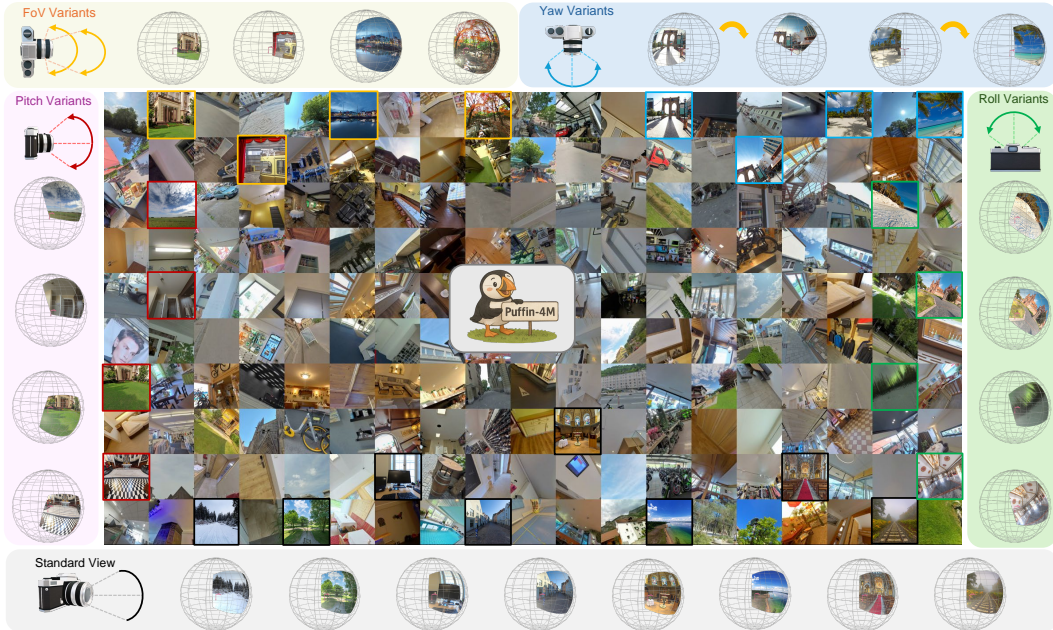 FoV Variants
Yaw Variants
Pitch Variants
Roll Variants
Puffin-4M
Standard View